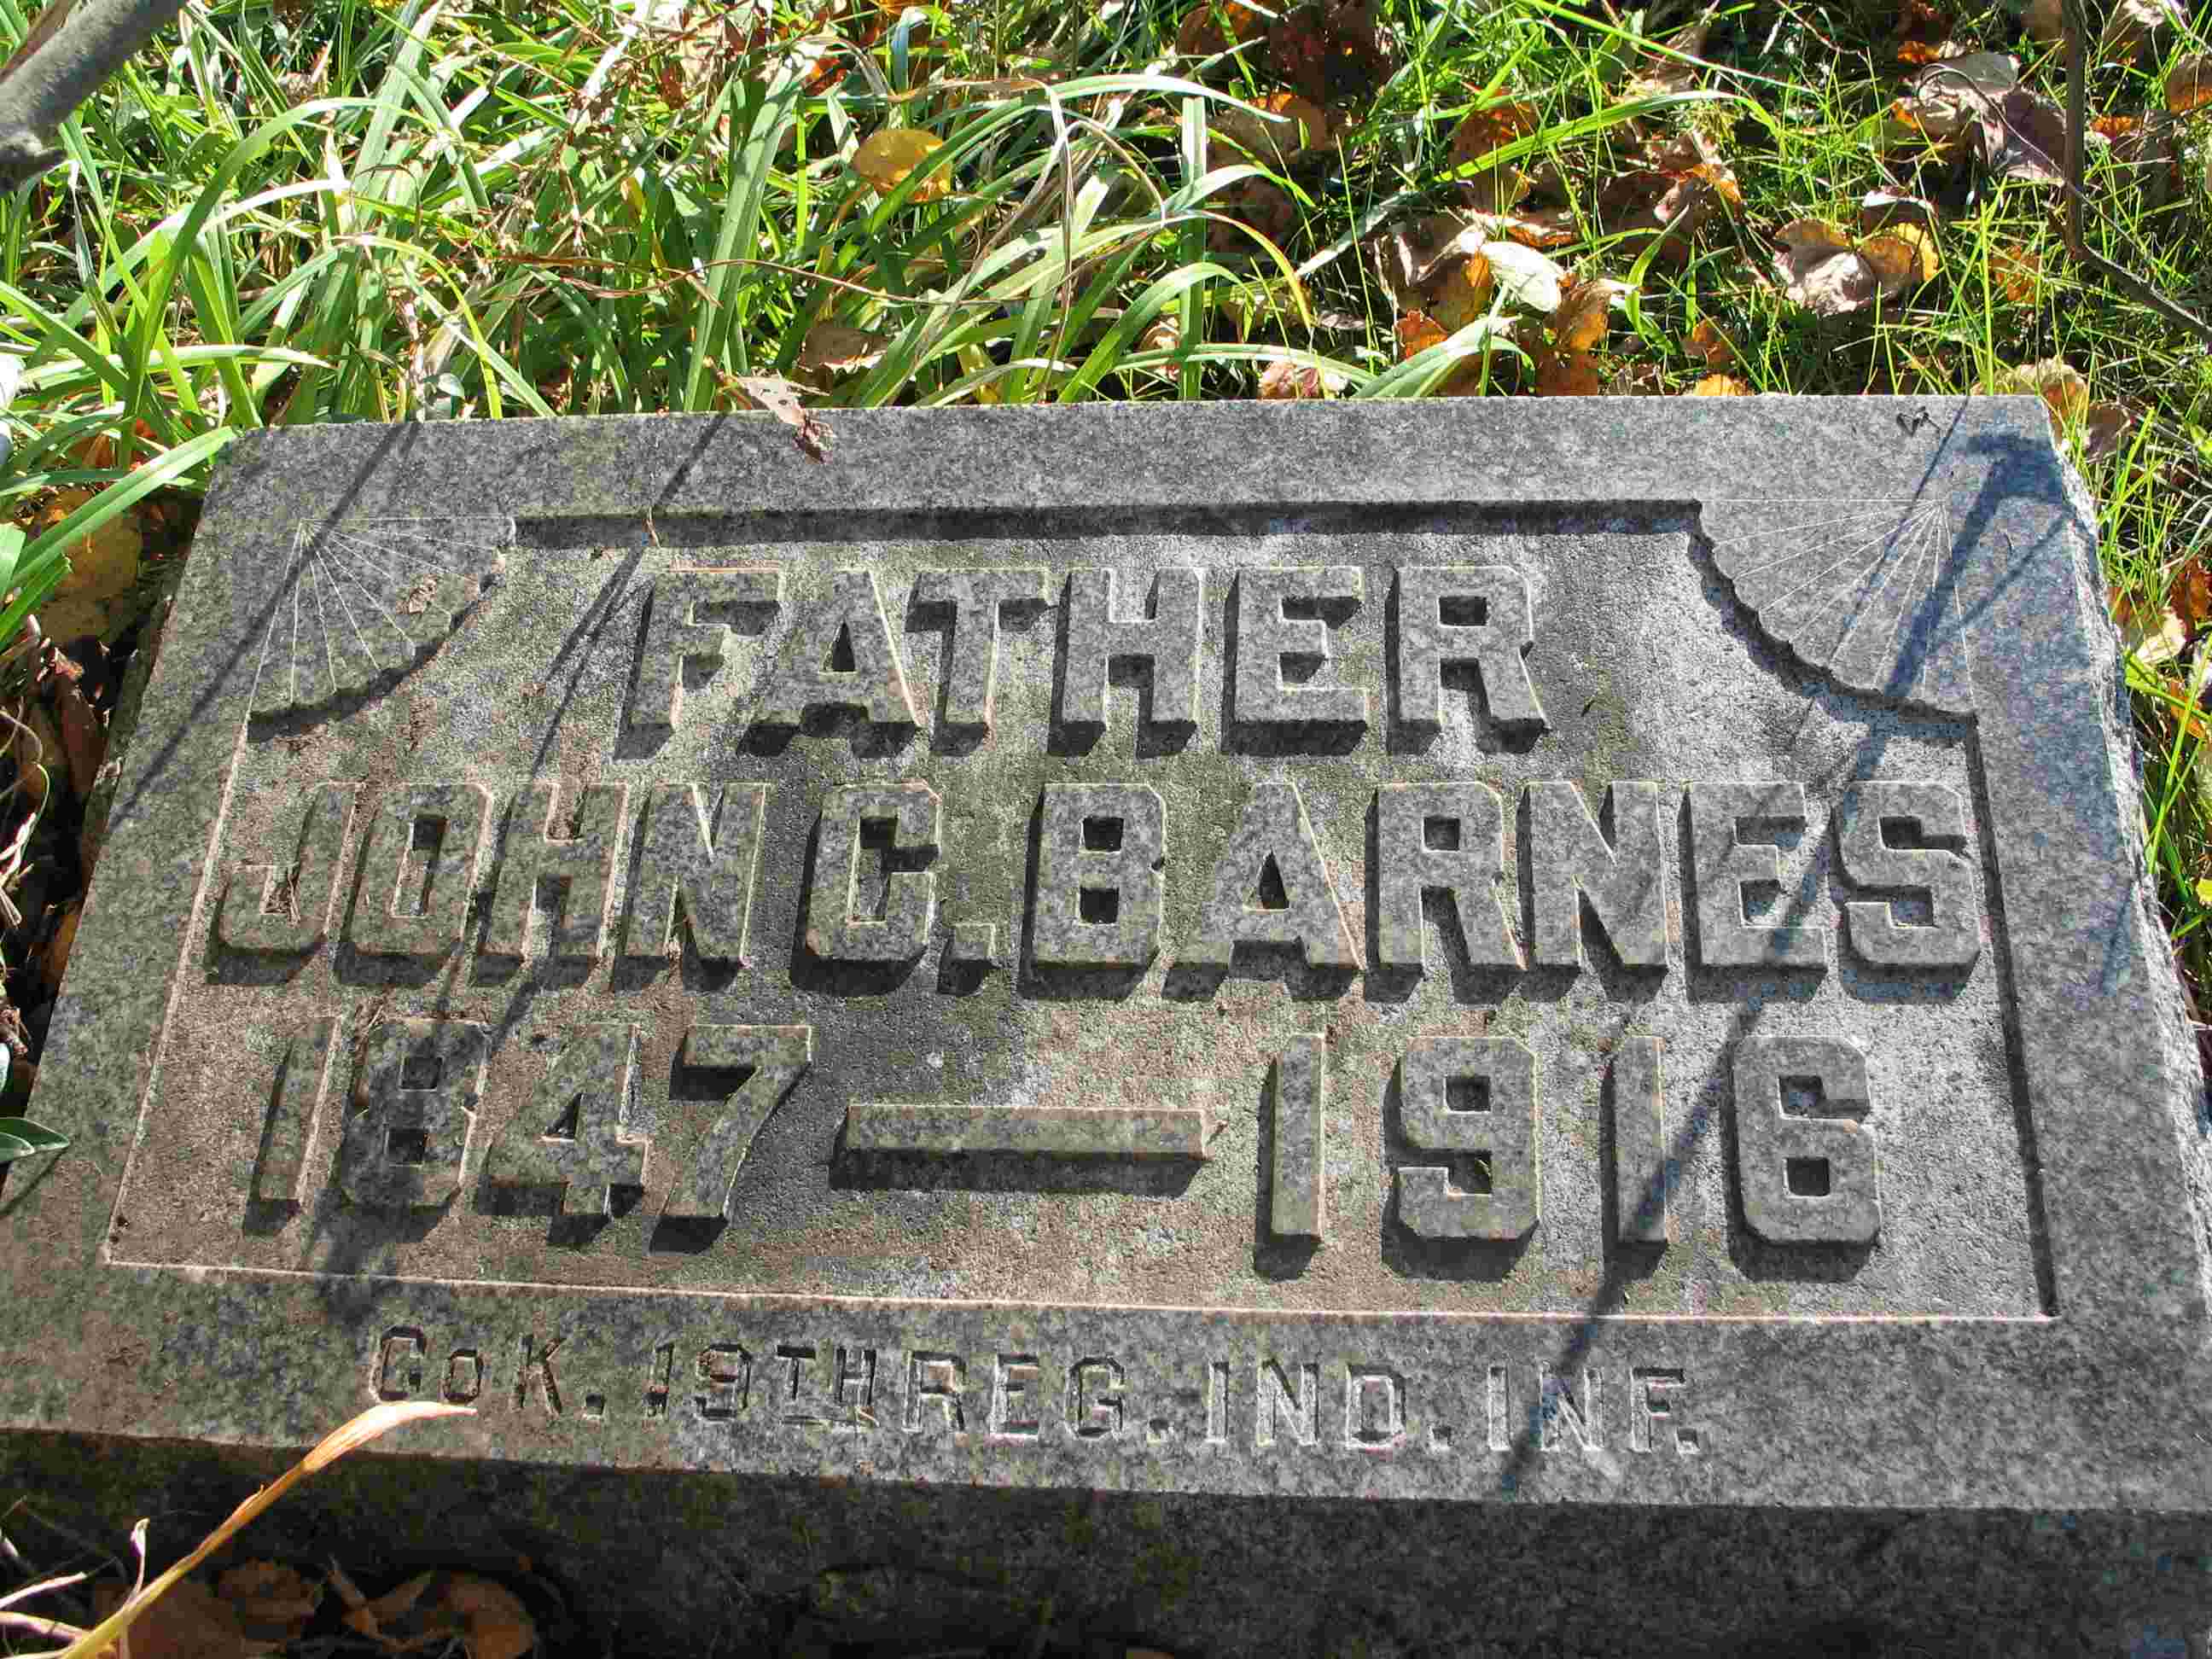 FATHER
JOHN C. BARNES
1847 — 1916
Co K. 19TH REG. IND. INF.